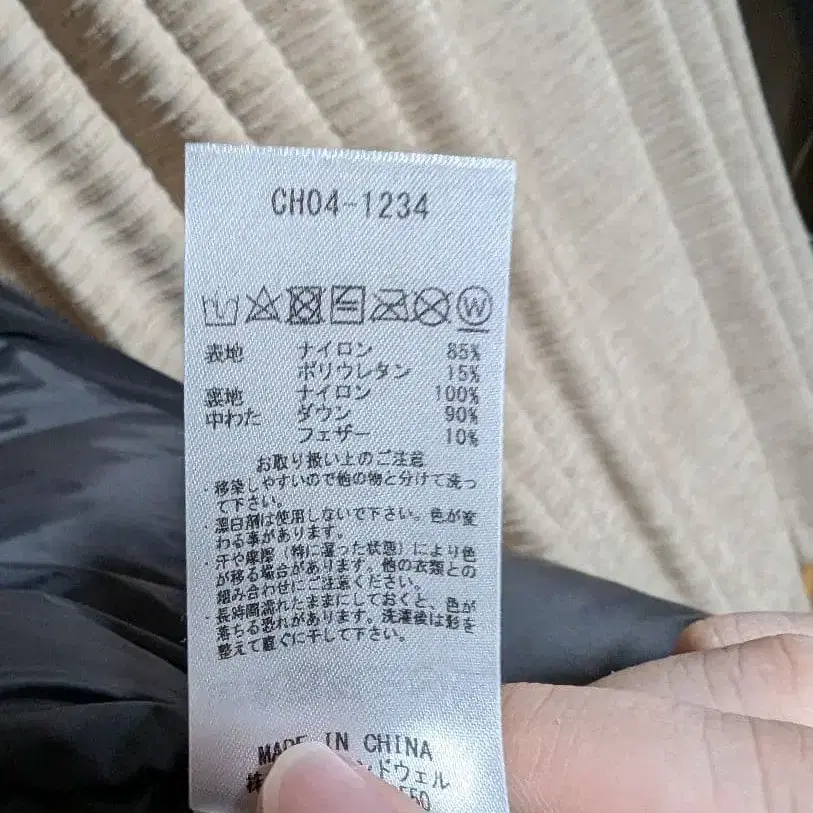 CH04-1234
W
表地 ナイロン 85%
ポリウレタン 15%
裏地 ナイロン 100%
中わた ダウン 90%
フェザー 10%
お取り扱い上のご注意
・移染しやすいので他の物と分けて洗っ
て下さい。
・漂白剤は使用しないで下さい。色が変
わる事があります。
・汗や摩擦(特に湿った状態)により色
が移る場合があります。他の衣類との
組み合わせにご注意ください。
・長時間濡れたままにしておくと、色が
落ちる恐れがあります。洗濯後は形を
整えて直ぐに干して下さい。
MADE IN CHINA
株 ンドウェル
550